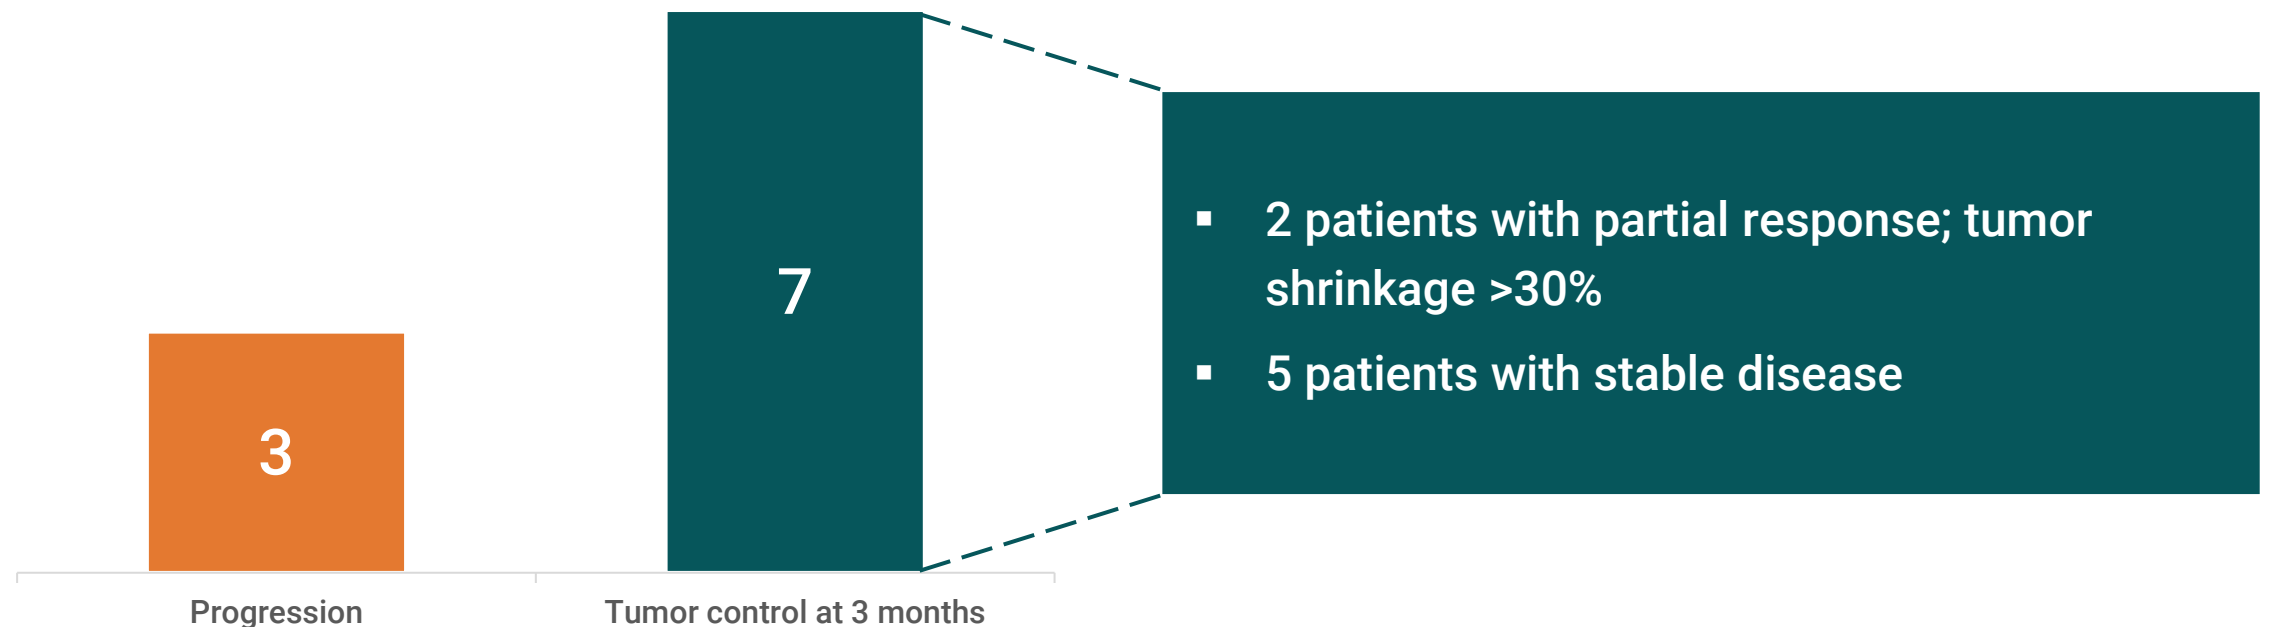 3
7
▪ 2 patients with partial response; tumor
shrinkage >30%
▪ 5 patients with stable disease
Progression
Tumor control at 3 months